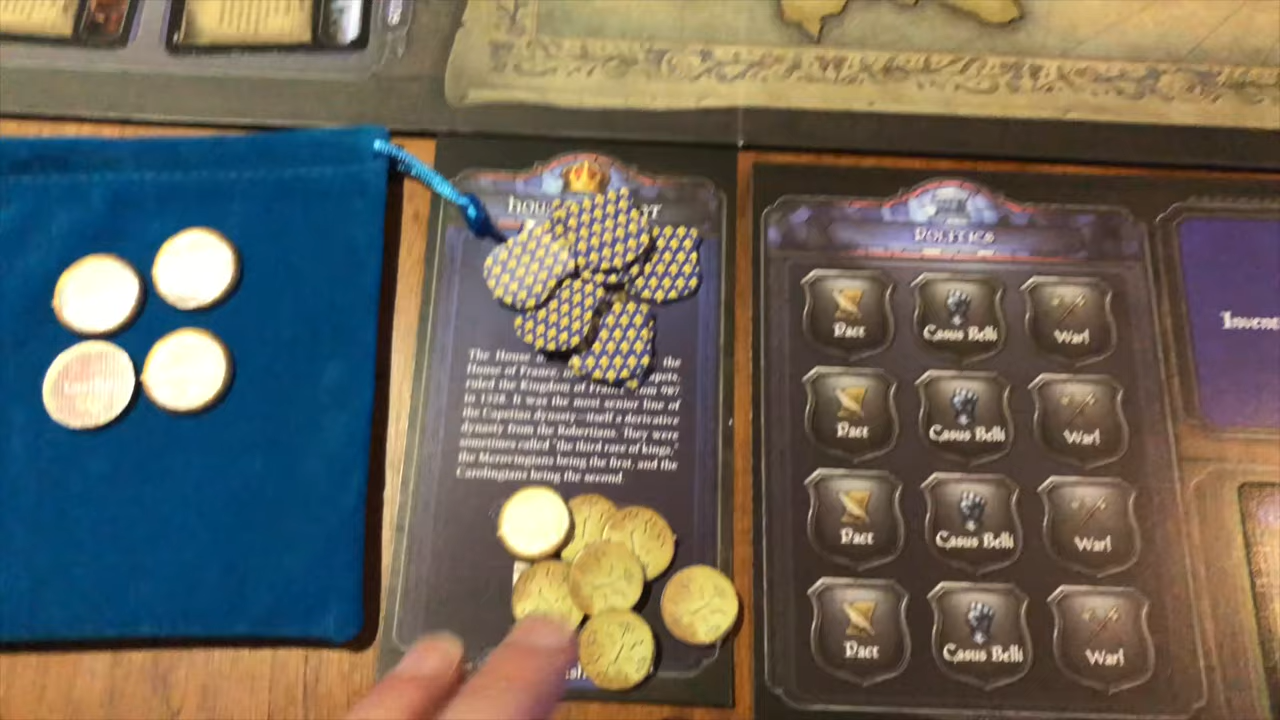 The House the
House of France,
ruled the Kingdom of France 987
to 1328. It was the most senior line of
the Capetian dynasty—itself a derivative
dynasty from the Robertians. They were
sometimes called "the third race of kings,"
the Merovingians being the first, and the
Carolingians being the second.
Politics
Pact Casus Belli War!
Pact Casus Belli War!
Pact Casus Belli War!
Pact Casus Belli War!